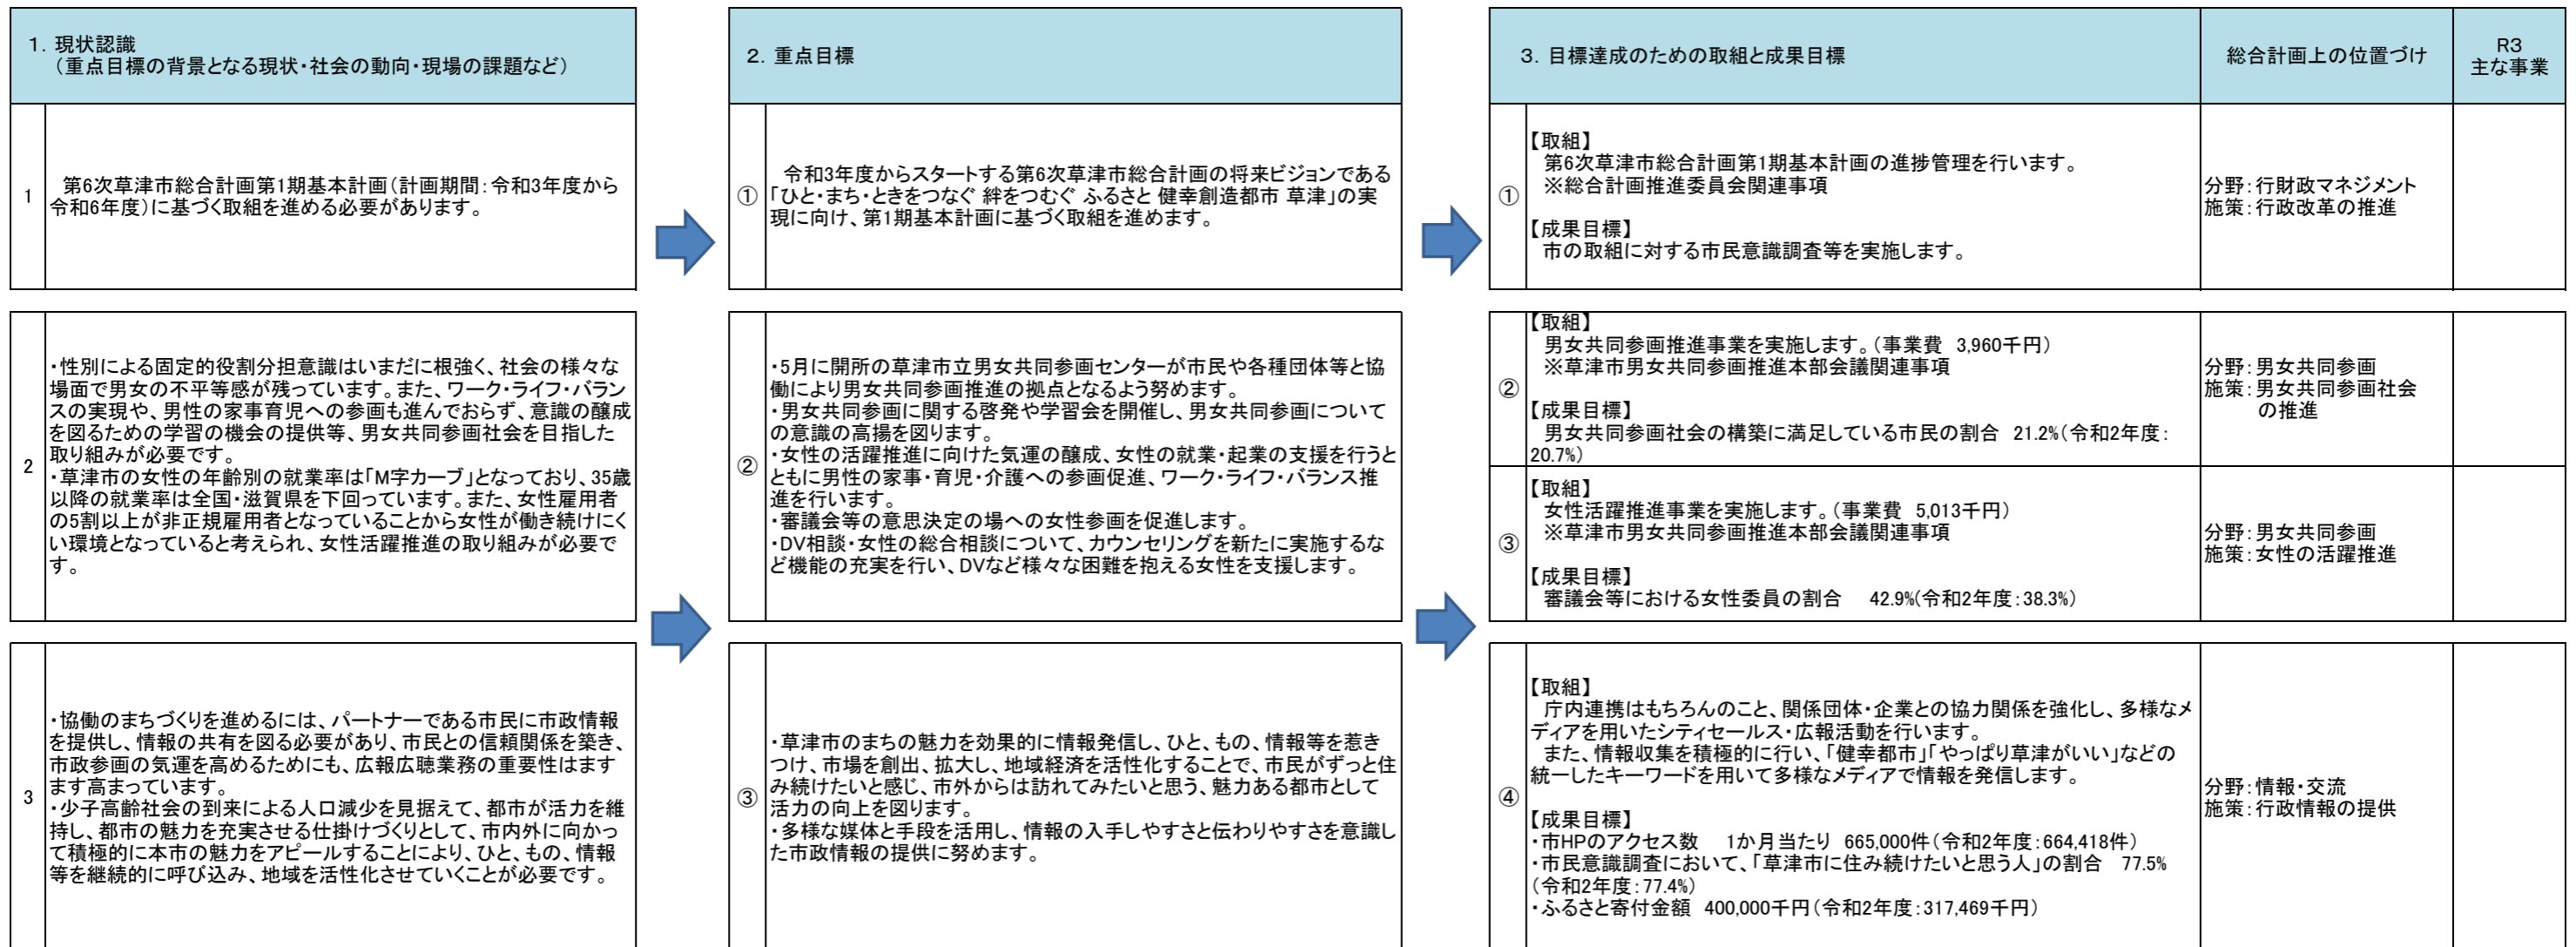 1. 現状認識
（重点目標の背景となる現状・社会の動向・現場の課題など）
2. 重点目標
3. 目標達成のための取組と成果目標
総合計画上の位置づけ
R3
主な事業
1
第6次草津市総合計画第1期基本計画（計画期間：令和3年度から
令和6年度）に基づく取組を進める必要があります。
①
令和3年度からスタートする第6次草津市総合計画の将来ビジョンである
「ひと・まち・ときをつなぐ 絆をつむぐ ふるさと 健幸創造都市 草津」の実
現に向け、第1期基本計画に基づく取組を進めます。
①
【取組】
第6次草津市総合計画第1期基本計画の進捗管理を行います。
※総合計画推進委員会関連事項
【成果目標】
市の取組に対する市民意識調査等を実施します。
分野：行財政マネジメント
施策：行政改革の推進
2
・性別による固定的役割分担意識はいまだに根強く、社会の様々な
場面で男女の不平等感が残っています。また、ワーク・ライフ・バラン
スの実現や、男性の家事育児への参画も進んでおらず、意識の醸成
を図るための学習の機会の提供等、男女共同参画社会を目指した
取り組みが必要です。
・草津市の女性の年齢別の就業率は「M字カーブ」となっており、35歳
以降の就業率は全国・滋賀県を下回っています。また、女性雇用者
の5割以上が非正規雇用者となっていることから女性が働き続けにく
い環境となっていると考えられ、女性活躍推進の取り組みが必要で
す。
②
・5月に開所の草津市立男女共同参画センターが市民や各種団体等と協
働により男女共同参画推進の拠点となるよう努めます。
・男女共同参画に関する啓発や学習会を開催し、男女共同参画について
の意識の高揚を図ります。
・女性の活躍推進に向けた気運の醸成、女性の就業・起業の支援を行うと
ともに男性の家事・育児・介護への参画促進、ワーク・ライフ・バランス推
進を行います。
・審議会等の意思決定の場への女性参画を促進します。
・DV相談・女性の総合相談について、カウンセリングを新たに実施するな
ど機能の充実を行い、DVなど様々な困難を抱える女性を支援します。
②
【取組】
男女共同参画推進事業を実施します。（事業費 3,960千円）
※草津市男女共同参画推進本部会議関連事項
【成果目標】
男女共同参画社会の構築に満足している市民の割合 21.2%（令和2年度：
20.7%）
分野：男女共同参画
施策：男女共同参画社会
の推進
③
【取組】
女性活躍推進事業を実施します。（事業費 5,013千円）
※草津市男女共同参画推進本部会議関連事項
【成果目標】
審議会等における女性委員の割合 42.9%（令和2年度：38.3%）
分野：男女共同参画
施策：女性の活躍推進
3
・協働のまちづくりを進めるには、パートナーである市民に市政情報
を提供し、情報の共有を図る必要があり、市民との信頼関係を築き、
市政参画の気運を高めるためにも、広報広聴業務の重要性はます
ます高まっています。
・少子高齢社会の到来による人口減少を見据えて、都市が活力を維
持し、都市の魅力を充実させる仕掛けづくりとして、市内外に向かっ
て積極的に本市の魅力をアピールすることにより、ひと、もの、情報
等を継続的に呼び込み、地域を活性化させていくことが必要です。
③
・草津市のまちの魅力を効果的に情報発信し、ひと、もの、情報等を惹き
つけ、市場を創出、拡大し、地域経済を活性化することで、市民がずっと住
み続けたいと感じ、市外からは訪れてみたいと思う、魅力ある都市として
活力の向上を図ります。
・多様な媒体と手段を活用し、情報の入手しやすさと伝わりやすさを意識し
た市政情報の提供に努めます。
④
【取組】
庁内連携はもちろんのこと、関係団体・企業との協力関係を強化し、多様なメ
ディアを用いたシティセールス・広報活動を行います。
また、情報収集を積極的に行い、「健幸都市」「やっぱり草津がいい」などの
統一したキーワードを用いて多様なメディアで情報を発信します。
【成果目標】
・市HPのアクセス数 1か月当たり 665,000件（令和2年度：664,418件）
・市民意識調査において、「草津市に住み続けたいと思う人」の割合 77.5%
（令和2年度：77.4%）
・ふるさと寄付金額 400,000千円（令和2年度：317,469千円）
分野：情報・交流
施策：行政情報の提供